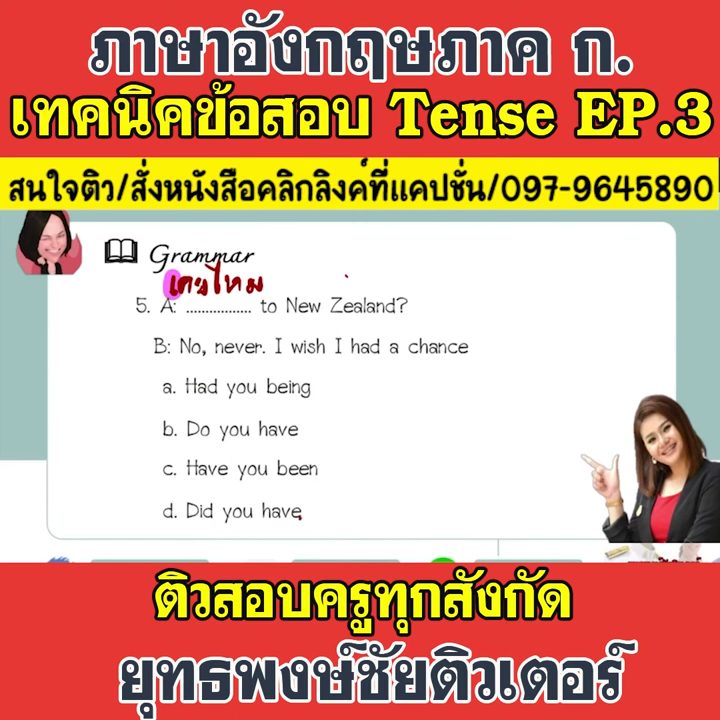 ภาษาอังกฤษภาค ก.
เทคนิคข้อสอบ Tense EP.3
สนใจติว/สั่งหนังสือคลิกลิงค์ที่แคปชั่น/097-9645890
Grammar
เคยไหม
5. A: ................. to New Zealand?
B: No, never. I wish I had a chance
a. Had you being
b. Do you have
c. Have you been
d. Did you have
ติวสอบครูทุกสังกัด
ยุทธพงษ์ชัยติวเตอร์